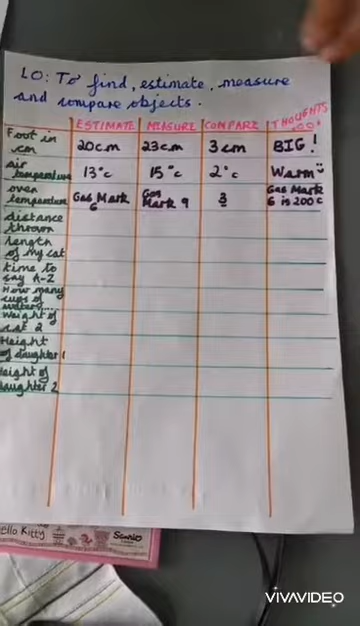 LO: To find, estimate, measure
and compare objects.
ESTIMATE MEASURE COMPARE THOUGHTS
Foot in cm 20cm 23cm 3cm BIG!
air temperature 13°c 15°c 2°c Warm
oven temperature Gas Mark 6 Gas Mark 9 3 Gas Mark 6 is 200c
distance thrown
length of my cat
time to say A-Z
How many cups of water?
Weight of cat 2
Height of daughter 1
Height of daughter 2
ello Kitty
Sanrio
VIVAVIDEO